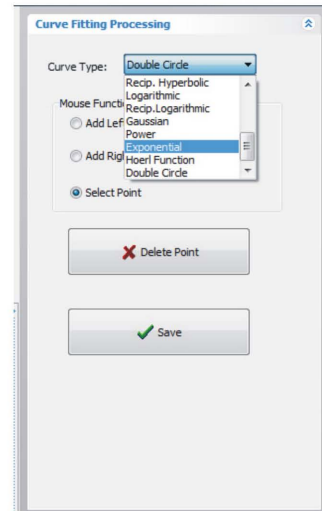 Curve Fitting Processing
Curve Type: Double Circle
Recip. Hyperbolic
Logarithmic
Mouse Functi
Recip.Logarithmic
Add Lef
Gaussian
Power
Add Rig
Exponential
Hoerl Function
Double Circle
Select Point
Delete Point
Save